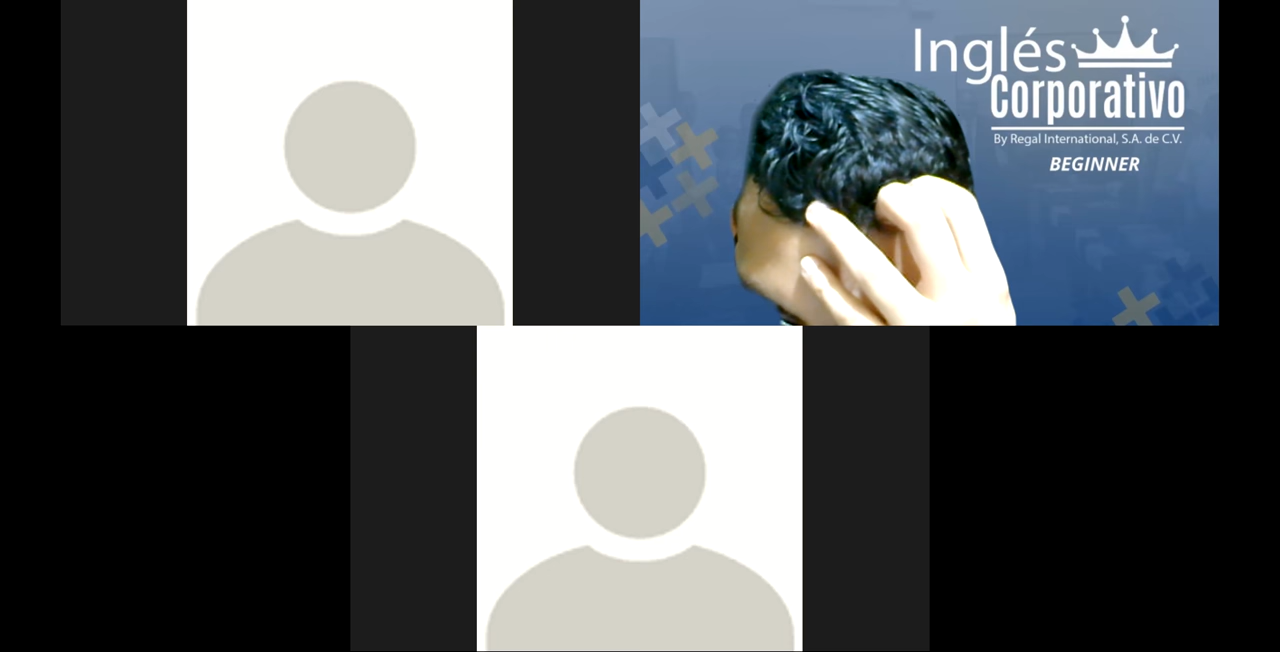 Inglés
Corporativo
By Regal International, S.A. de C.V.
BEGINNER